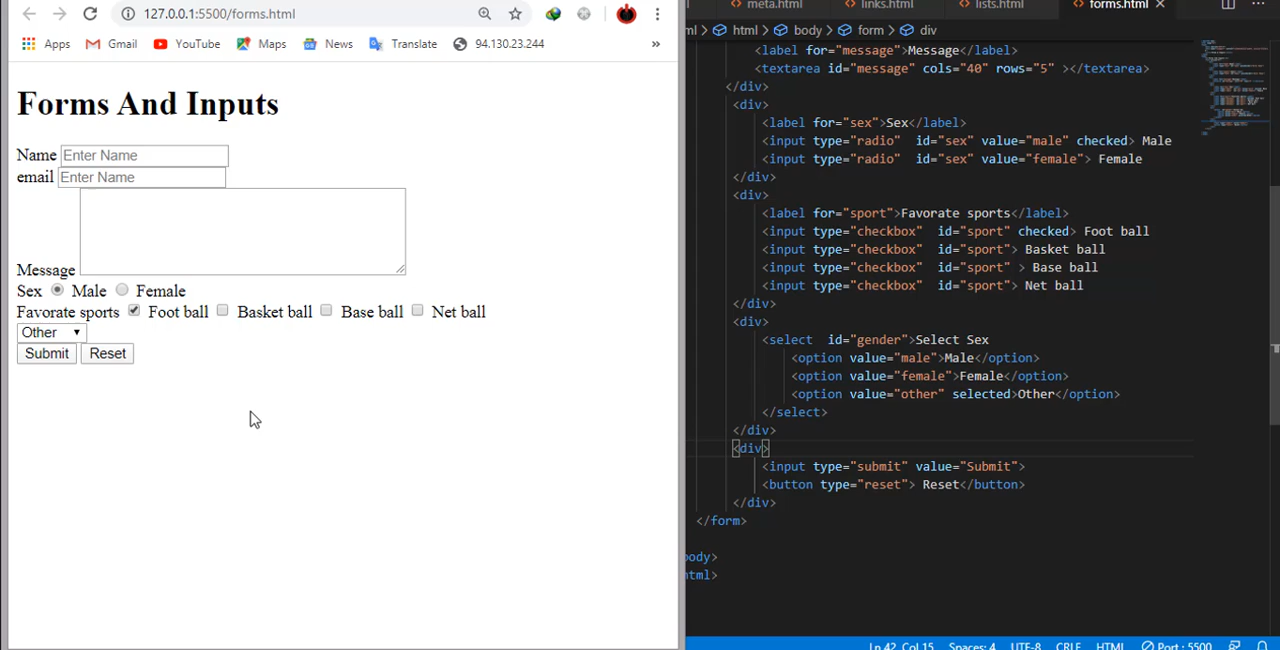 127.0.0.1:5500/forms.html
Apps Gmail YouTube Maps News Translate 94.130.23.244 »
Forms And Inputs
Name Enter Name
email Enter Name
Message
Sex Male Female
Favorate sports Foot ball Basket ball Base ball Net ball
Other
Submit Reset
meta.html links.html lists.html forms.html
html > body > form > div
<label for="message">Message</label>
<textarea id="message" cols="40" rows="5" ></textarea>
</div>
<div>
<label for="sex">Sex</label>
<input type="radio"  id="sex" value="male" checked> Male
<input type="radio"  id="sex" value="female"> Female
</div>
<div>
<label for="sport">Favorate sports</label>
<input type="checkbox"  id="sport" checked> Foot ball
<input type="checkbox"  id="sport"> Basket ball
<input type="checkbox"  id="sport" > Base ball
<input type="checkbox"  id="sport"> Net ball
</div>
<div>
<select  id="gender">Select Sex
<option value="male">Male</option>
<option value="female">Female</option>
<option value="other" selected>Other</option>
</select>
</div>
<div>
<input type="submit" value="Submit">
<button type="reset"> Reset</button>
</div>
</form>
body>
tml>
Ln 42, Col 15 Spaces: 4 UTF-8 CRLF HTML Port : 5500